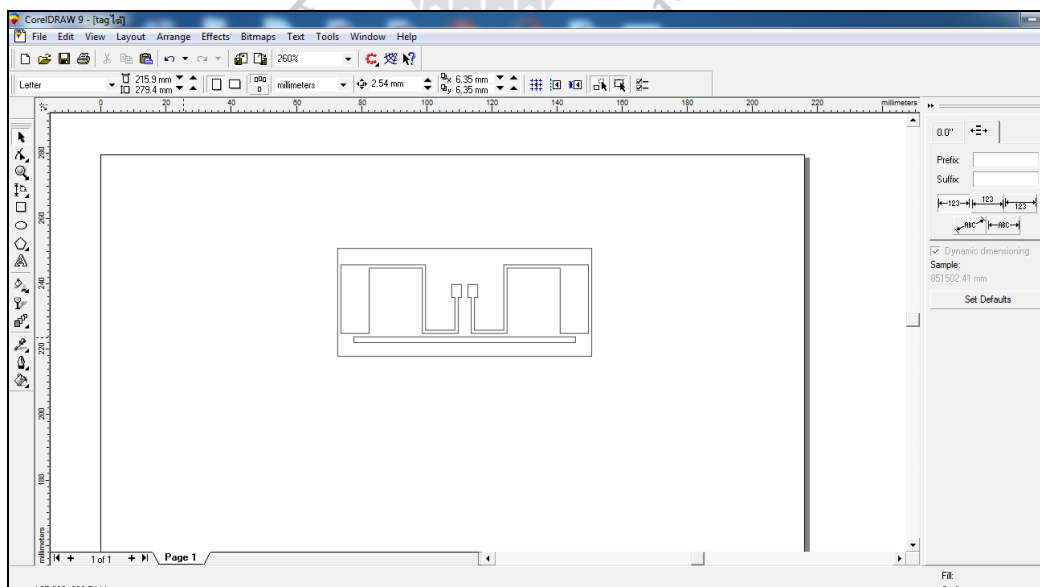 CorelDRAW 9 - [tag ไส้]
File Edit View Layout Arrange Effects Bitmaps Text Tools Window Help
260%
Letter 215.9 mm 279.4 mm millimeters 2.54 mm 6.35 mm 6.35 mm
0 20 40 60 80 100 120 140 160 180 200 220 millimeters
280
260
240
220
200
180
millimeters
0.0"
Prefix:
Suffix:
123 123 123
ABC ABC
Dynamic dimensioning
Sample:
851502.41 mm
Set Defaults
1 of 1 Page 1
Fill: